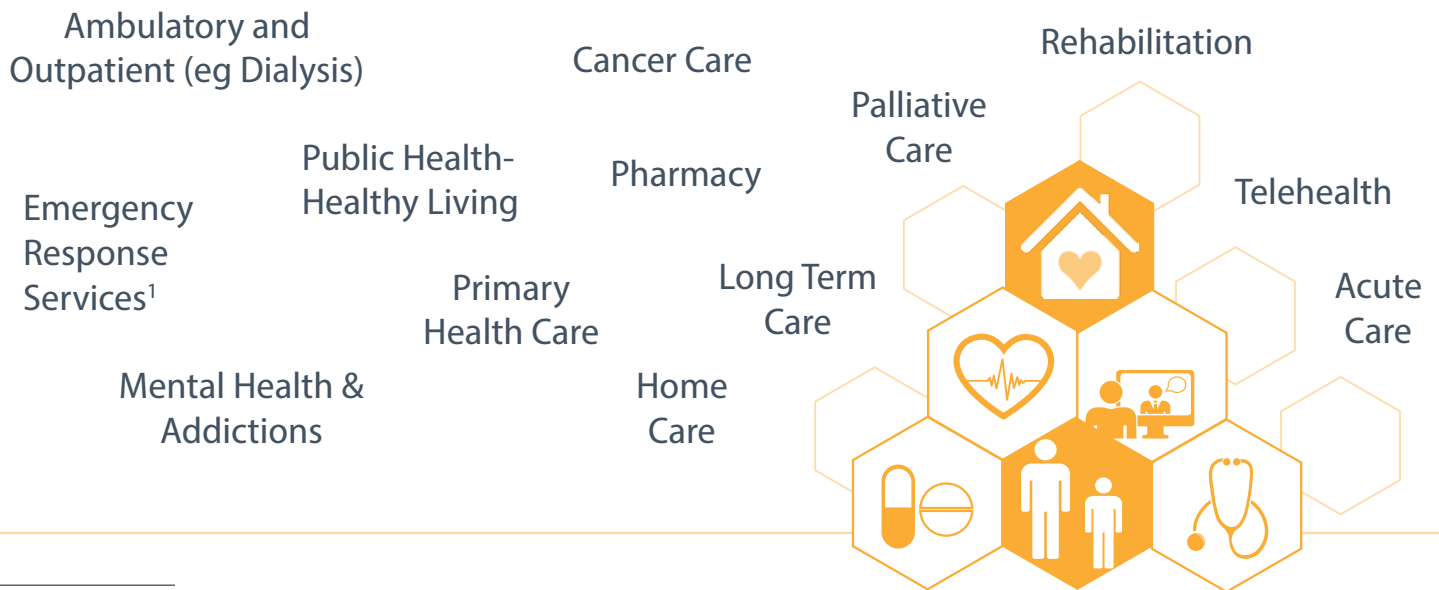 Ambulatory and
Outpatient (eg Dialysis)
Cancer Care
Rehabilitation
Palliative
Care
Public Health-
Healthy Living
Pharmacy
Telehealth
Emergency
Response
Services¹
Primary
Health Care
Long Term
Care
Acute
Care
Mental Health &
Addictions
Home
Care